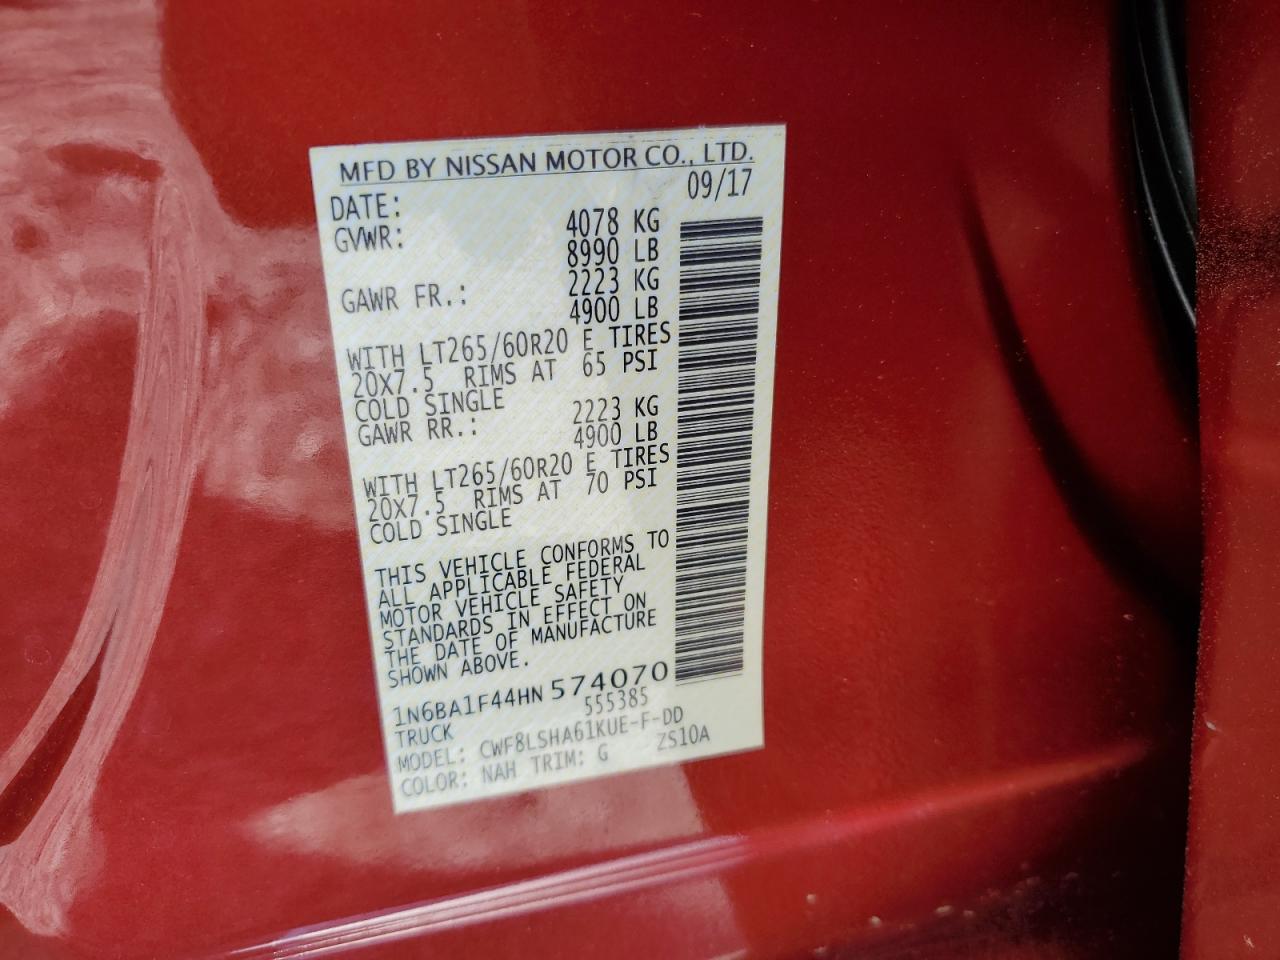 MFD BY NISSAN MOTOR CO., LTD.
DATE: 09/17
GVWR: 4078 KG
8990 LB
GAWR FR.: 2223 KG
4900 LB
WITH LT265/60R20 E TIRES
20X7.5 RIMS AT 65 PSI
COLD SINGLE
GAWR RR.: 2223 KG
4900 LB
WITH LT265/60R20 E TIRES
20X7.5 RIMS AT 70 PSI
COLD SINGLE
THIS VEHICLE CONFORMS TO
ALL APPLICABLE FEDERAL
MOTOR VEHICLE SAFETY
STANDARDS IN EFFECT ON
THE DATE OF MANUFACTURE
SHOWN ABOVE.
1N6BA1F44HN574070
TRUCK 555385
MODEL: CWF8LSHA61KUE-F-DD
COLOR: NAH TRIM: G ZS10A